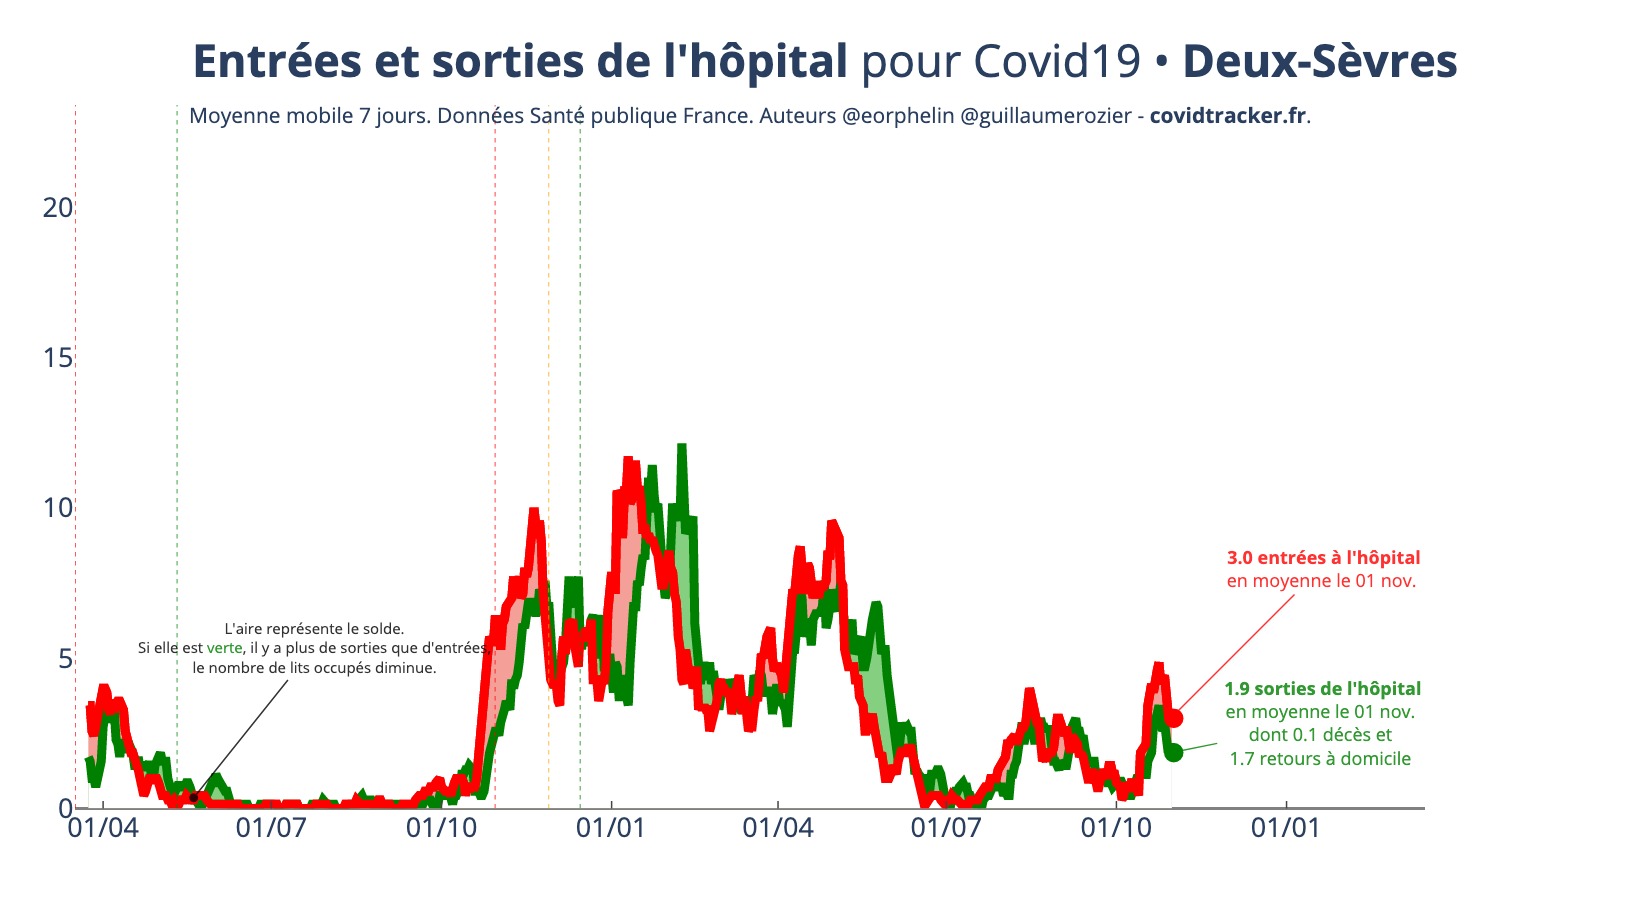 Entrées et sorties de l'hôpital pour Covid19 • Deux-Sèvres
Moyenne mobile 7 jours. Données Santé publique France. Auteurs @eorphelin @guillaumerozier - covidtracker.fr.
20
15
10
5
0
L'aire représente le solde.
Si elle est verte, il y a plus de sorties que d'entrées,
le nombre de lits occupés diminue.
3.0 entrées à l'hôpital
en moyenne le 01 nov.
1.9 sorties de l'hôpital
en moyenne le 01 nov.
dont 0.1 décès et
1.7 retours à domicile
01/04 01/07 01/10 01/01 01/04 01/07 01/10 01/01